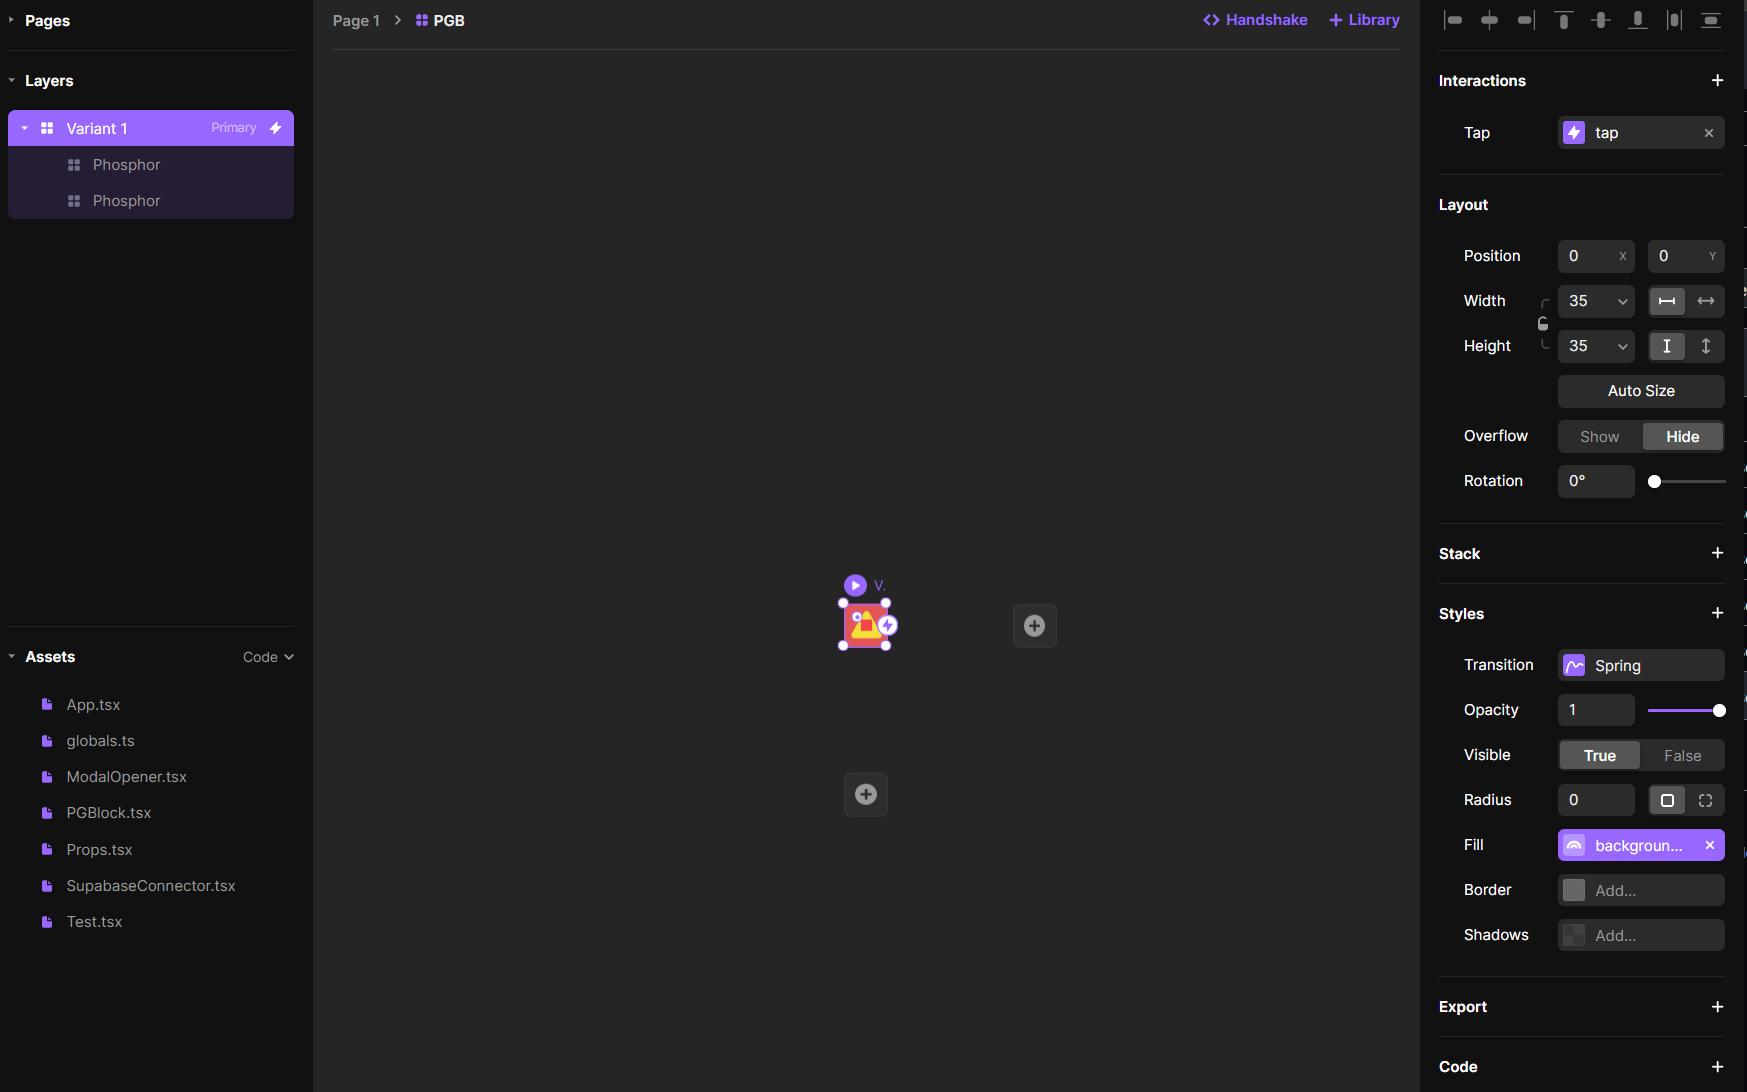 Pages
Page 1 > PGB
Handshake
Library
Layers
Variant 1 Primary
Phosphor
Phosphor
Assets Code
App.tsx
globals.ts
ModalOpener.tsx
PGBlock.tsx
Props.tsx
SupabaseConnector.tsx
Test.tsx
V.
Interactions
Tap tap
Layout
Position 0 X 0 Y
Width 35
Height 35
Auto Size
Overflow Show Hide
Rotation 0°
Stack
Styles
Transition Spring
Opacity 1
Visible True False
Radius 0
Fill backgroun...
Border Add...
Shadows Add...
Export
Code